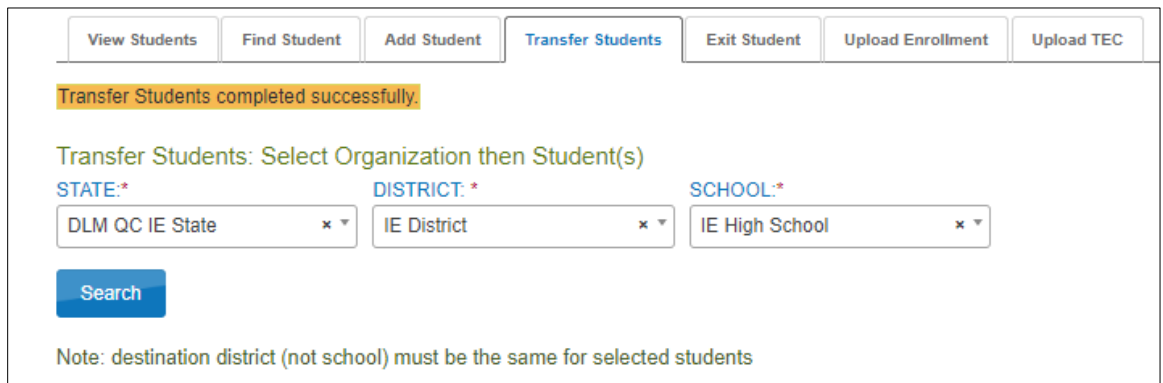 View Students Find Student Add Student Transfer Students Exit Student Upload Enrollment Upload TEC
Transfer Students completed successfully.
Transfer Students: Select Organization then Student(s)
STATE:* DISTRICT: * SCHOOL:*
DLM QC IE State × IE District × IE High School ×
Search
Note: destination district (not school) must be the same for selected students